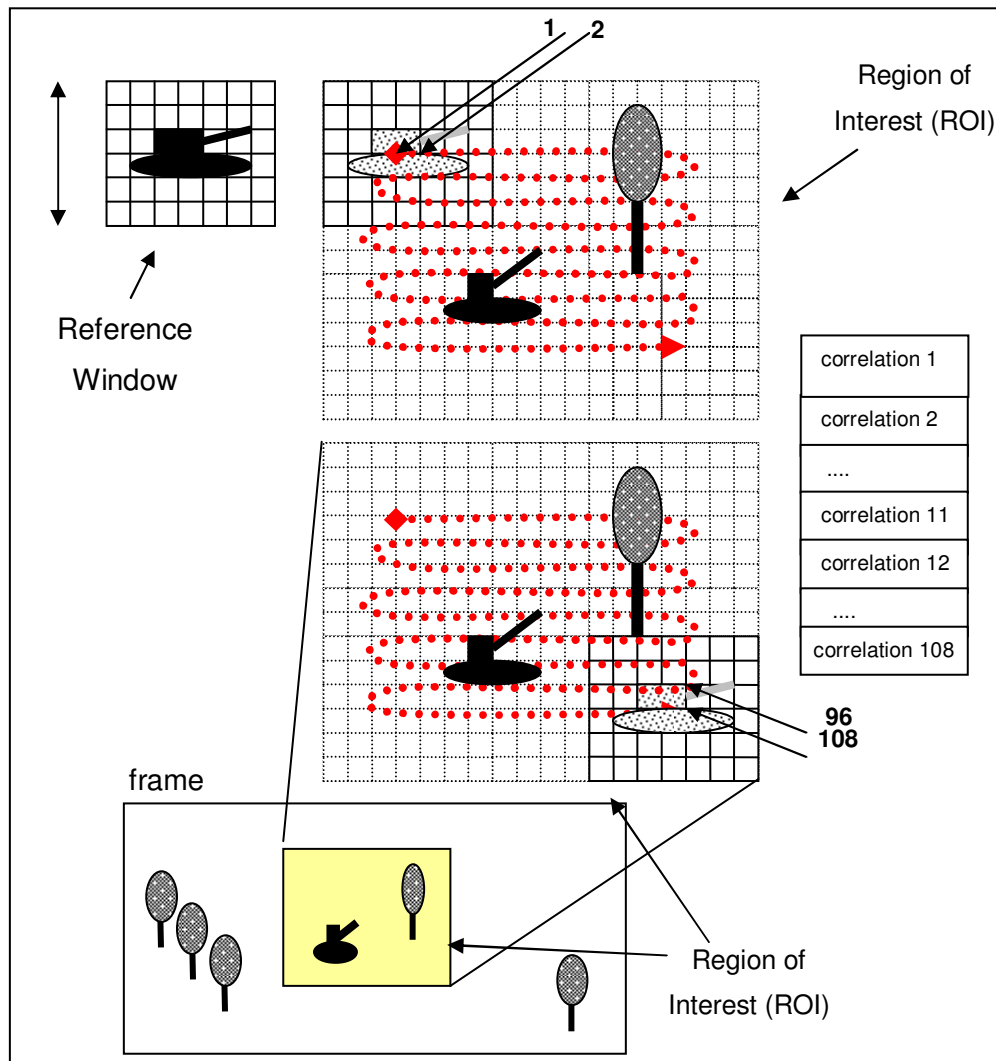 1 2
Region of
Interest (ROI)
Reference
Window
correlation 1
correlation 2
....
correlation 11
correlation 12
....
correlation 108
96
108
frame
Region of
Interest (ROI)